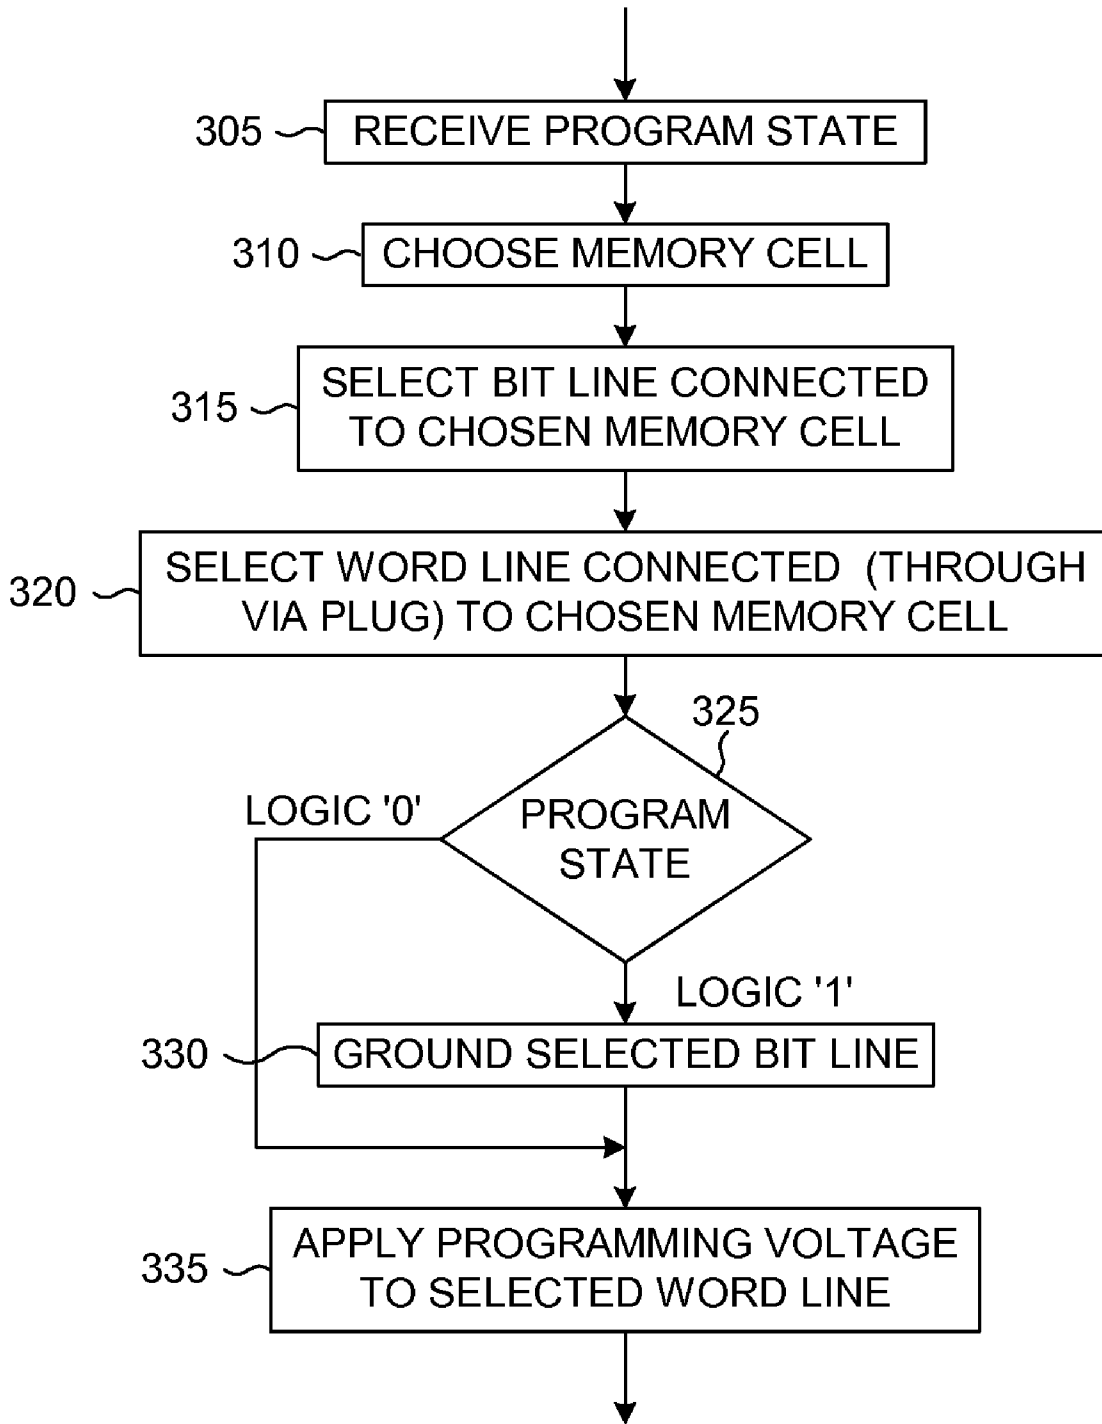 305
RECEIVE PROGRAM STATE
310
CHOOSE MEMORY CELL
315
SELECT BIT LINE CONNECTED
TO CHOSEN MEMORY CELL
320
SELECT WORD LINE CONNECTED (THROUGH
VIA PLUG) TO CHOSEN MEMORY CELL
325
LOGIC '0'
PROGRAM
STATE
LOGIC '1'
330
GROUND SELECTED BIT LINE
335
APPLY PROGRAMMING VOLTAGE
TO SELECTED WORD LINE